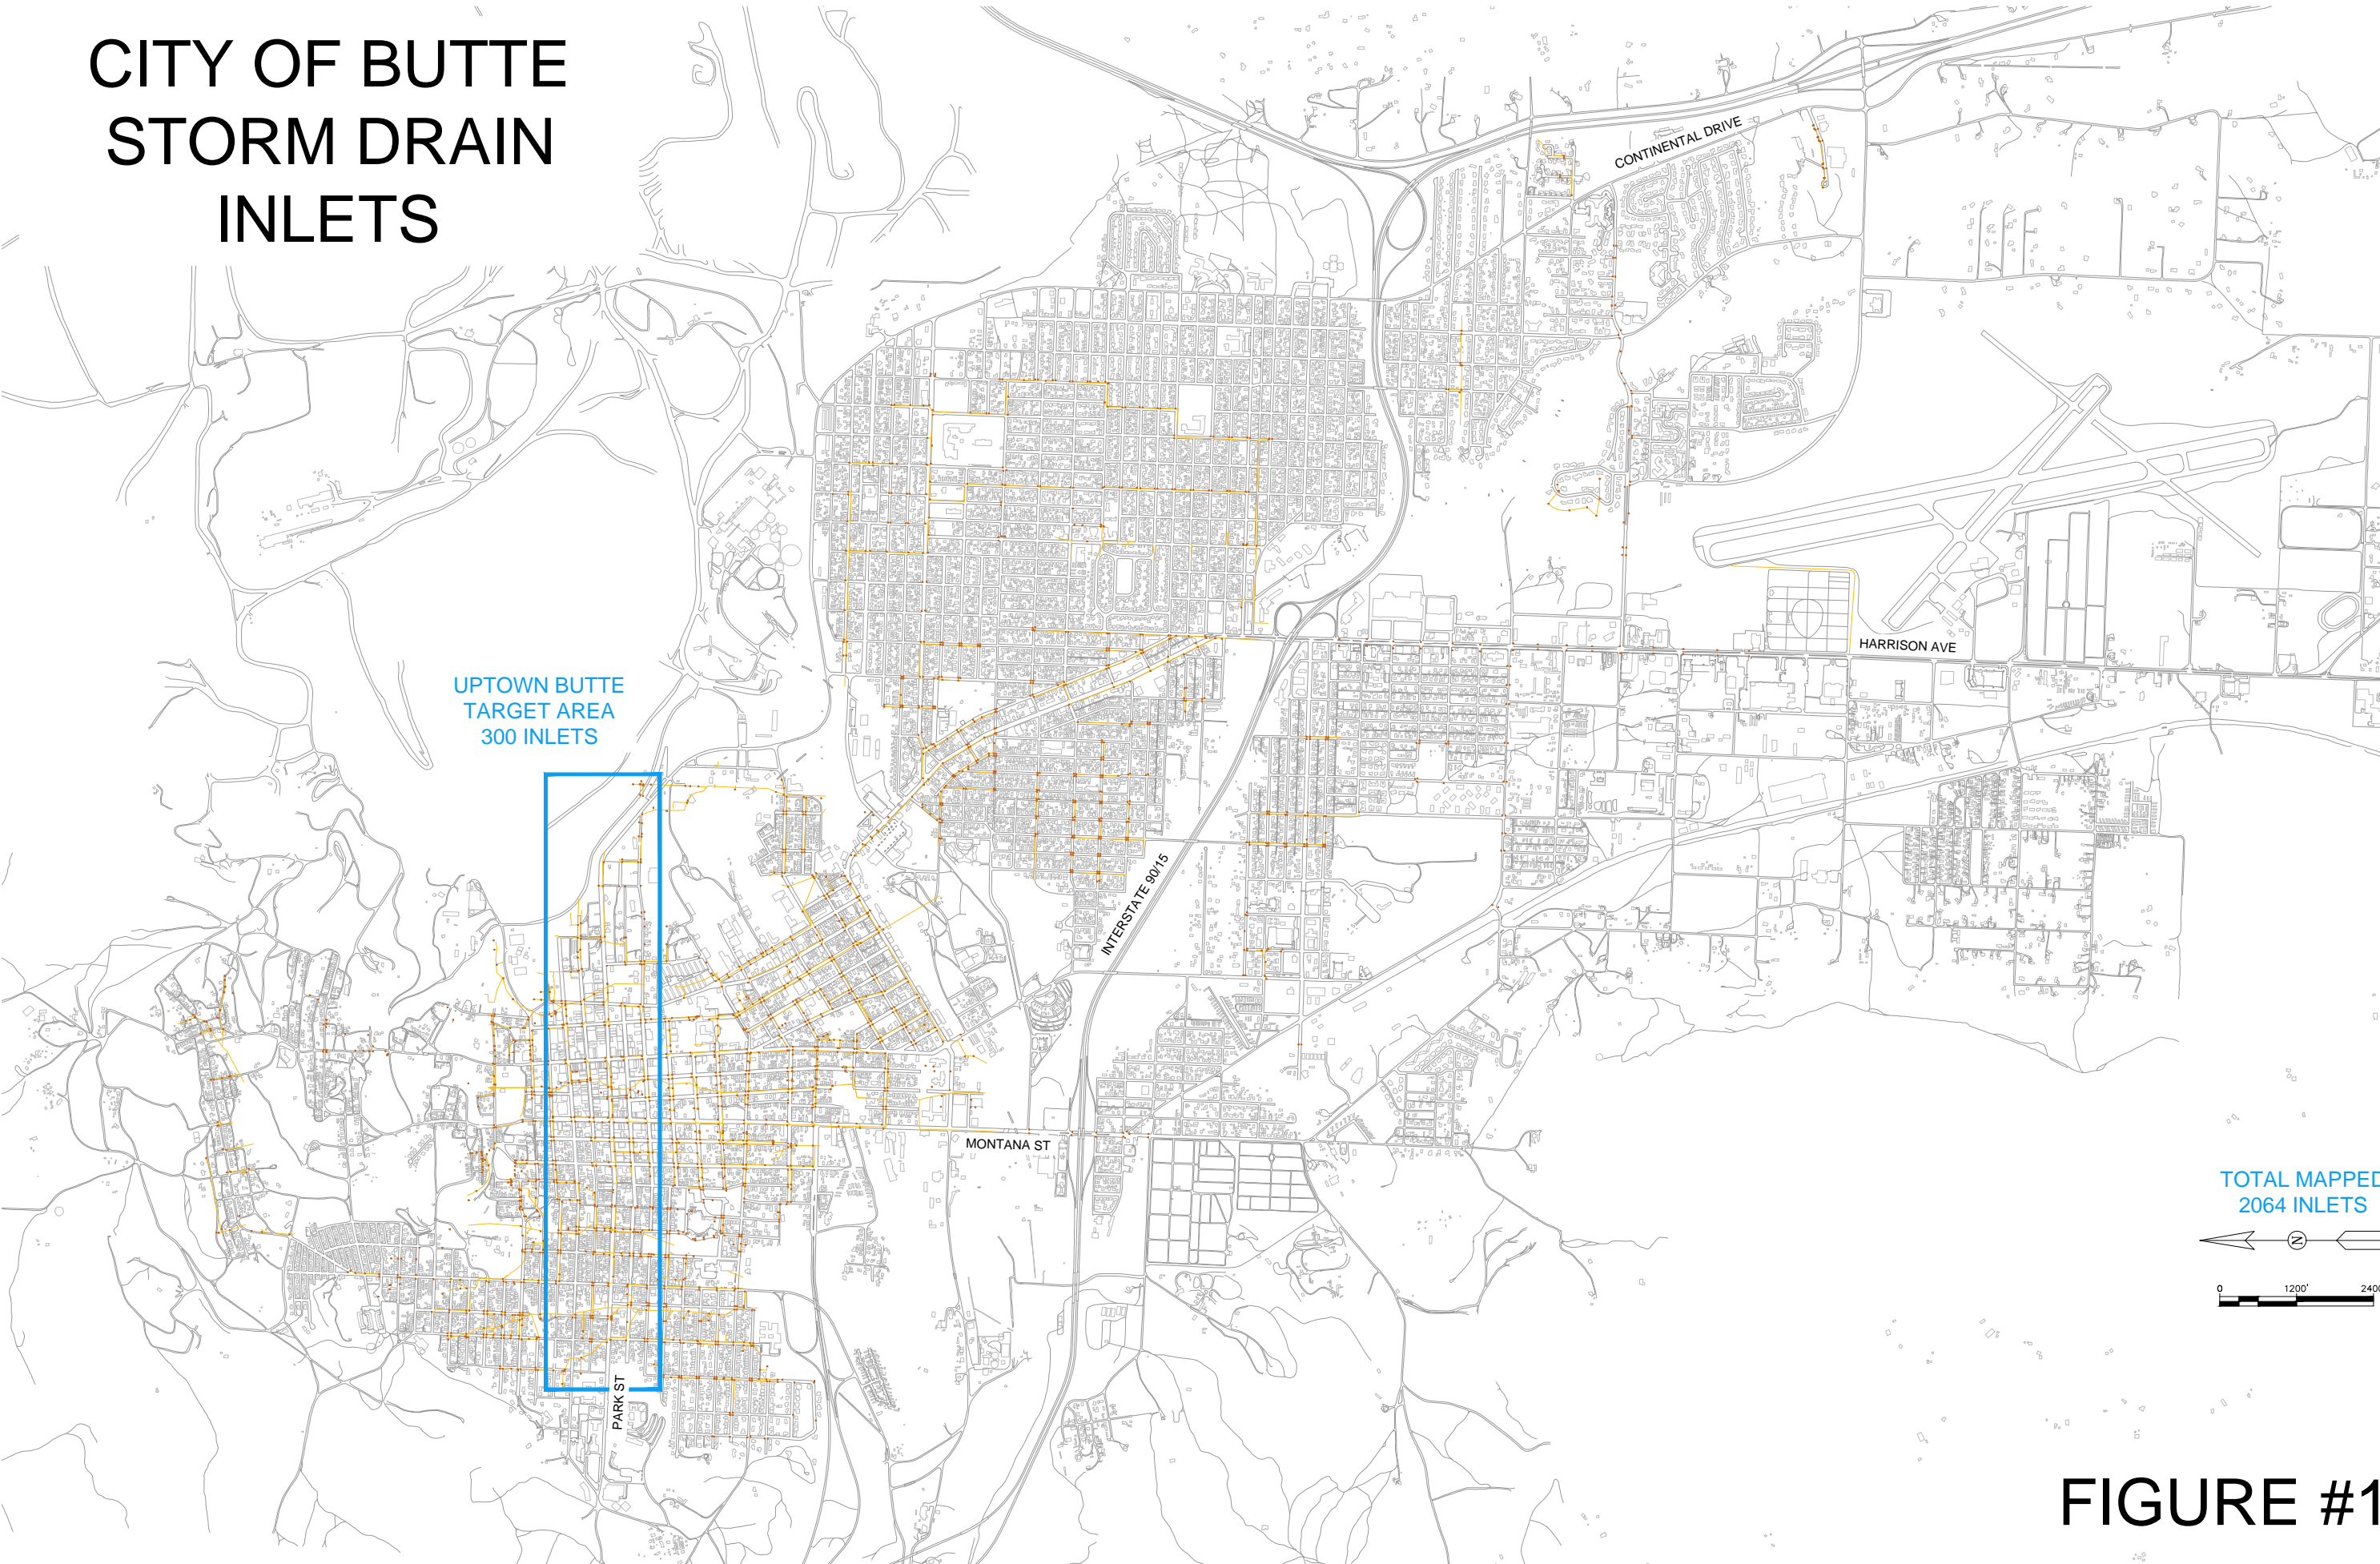 CITY OF BUTTE
STORM DRAIN
INLETS
CONTINENTAL DRIVE
HARRISON AVE
UPTOWN BUTTE
TARGET AREA
300 INLETS
INTERSTATE 90/15
MONTANA ST
PARK ST
TOTAL MAPPED
2064 INLETS
N
0 1200' 2400
FIGURE #1